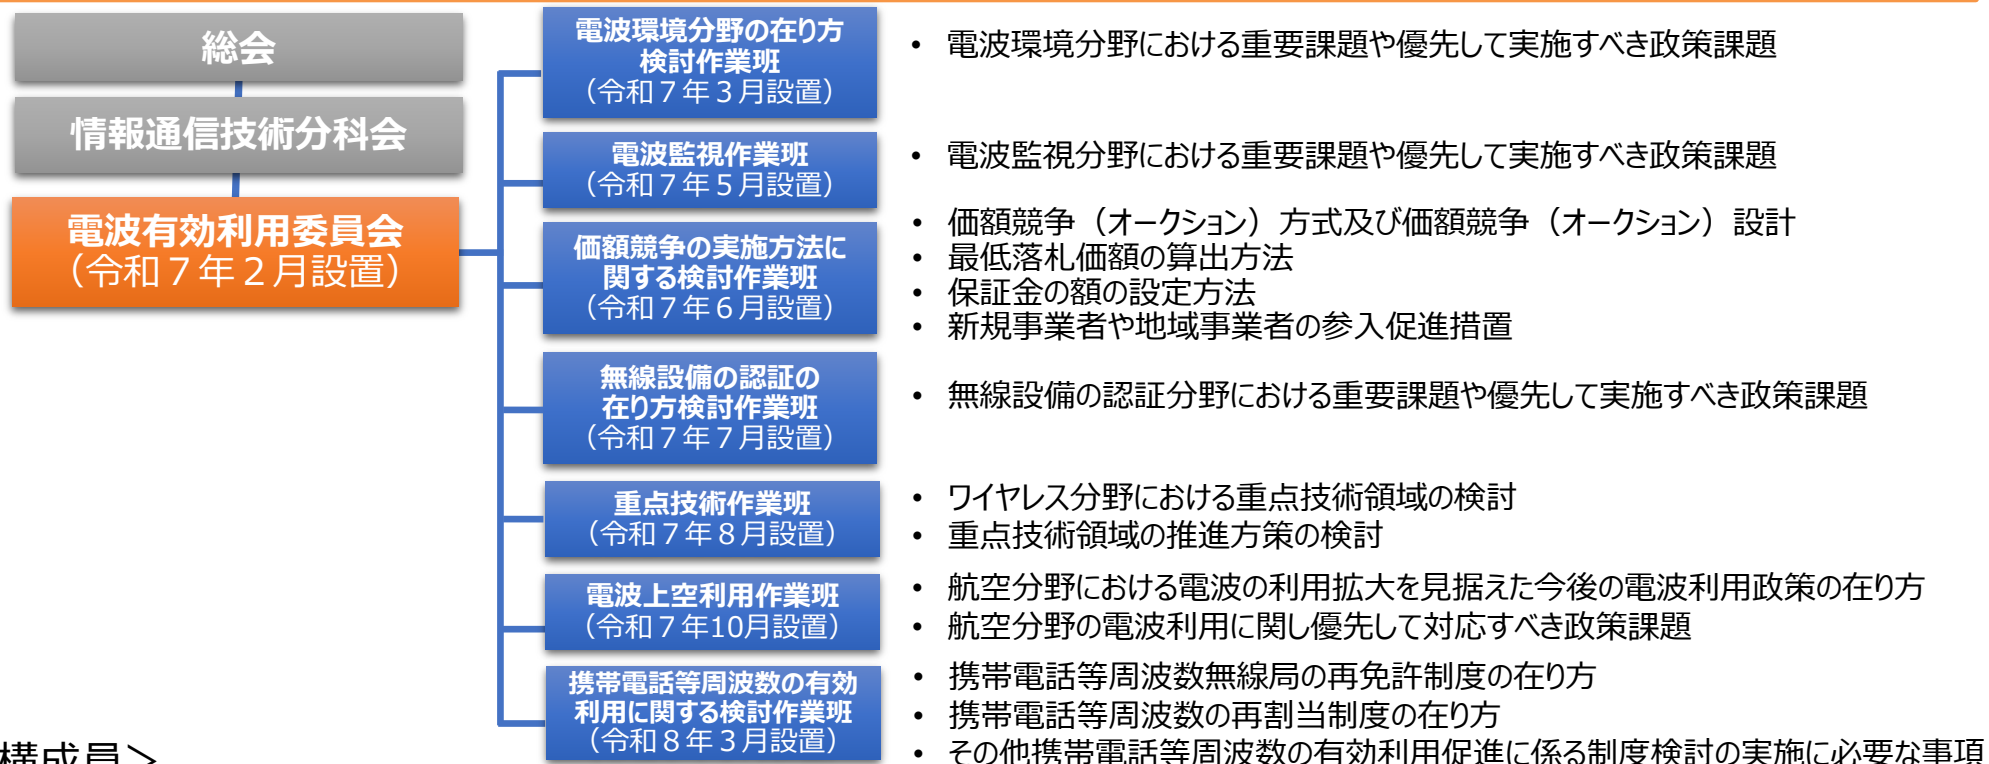 総会
情報通信技術分科会
電波有効利用委員会
（令和７年２月設置）
電波環境分野の在り方
検討作業班
（令和７年３月設置）
• 電波環境分野における重要課題や優先して実施すべき政策課題
電波監視作業班
（令和７年５月設置）
• 電波監視分野における重要課題や優先して実施すべき政策課題
価額競争の実施方法に
関する検討作業班
（令和７年６月設置）
• 価額競争（オークション）方式及び価額競争（オークション）設計
• 最低落札価額の算出方法
• 保証金の額の設定方法
• 新規事業者や地域事業者の参入促進措置
無線設備の認証の
在り方検討作業班
（令和７年７月設置）
• 無線設備の認証分野における重要課題や優先して実施すべき政策課題
重点技術作業班
（令和７年８月設置）
• ワイヤレス分野における重点技術領域の検討
• 重点技術領域の推進方策の検討
電波上空利用作業班
（令和７年10月設置）
• 航空分野における電波の利用拡大を見据えた今後の電波利用政策の在り方
• 航空分野の電波利用に関し優先して対応すべき政策課題
携帯電話等周波数の有効
利用に関する検討作業班
（令和８年３月設置）
• 携帯電話等周波数無線局の再免許制度の在り方
• 携帯電話等周波数の再割当制度の在り方
• その他携帯電話等周波数の有効利用促進に係る制度検討の実施に必要な事項
構成員＞